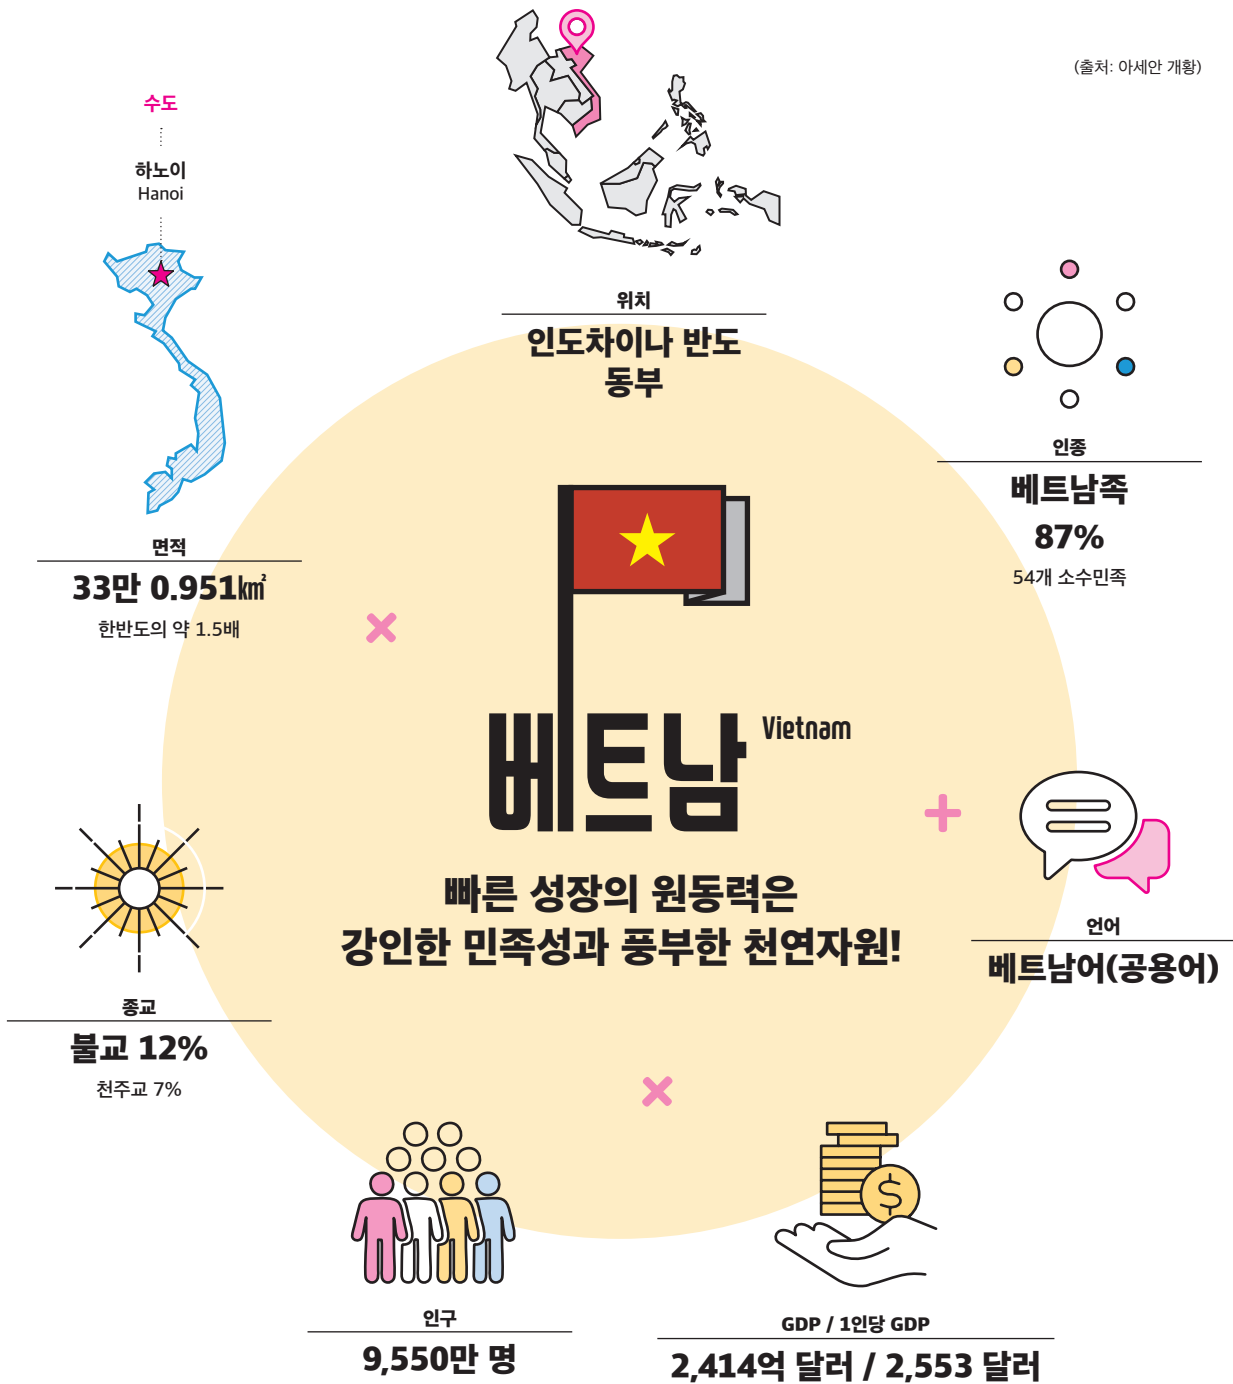 (출처: 아세안 개황)
수도
하노이
Hanoi
위치
인도차이나 반도
동부
인종
베트남족
87%
54개 소수민족
면적
33만 0.951㎢
한반도의 약 1.5배
베트남
Vietnam
빠른 성장의 원동력은
강인한 민족성과 풍부한 천연자원!
언어
베트남어(공용어)
종교
불교 12%
천주교 7%
인구
9,550만 명
GDP / 1인당 GDP
2,414억 달러 / 2,553 달러